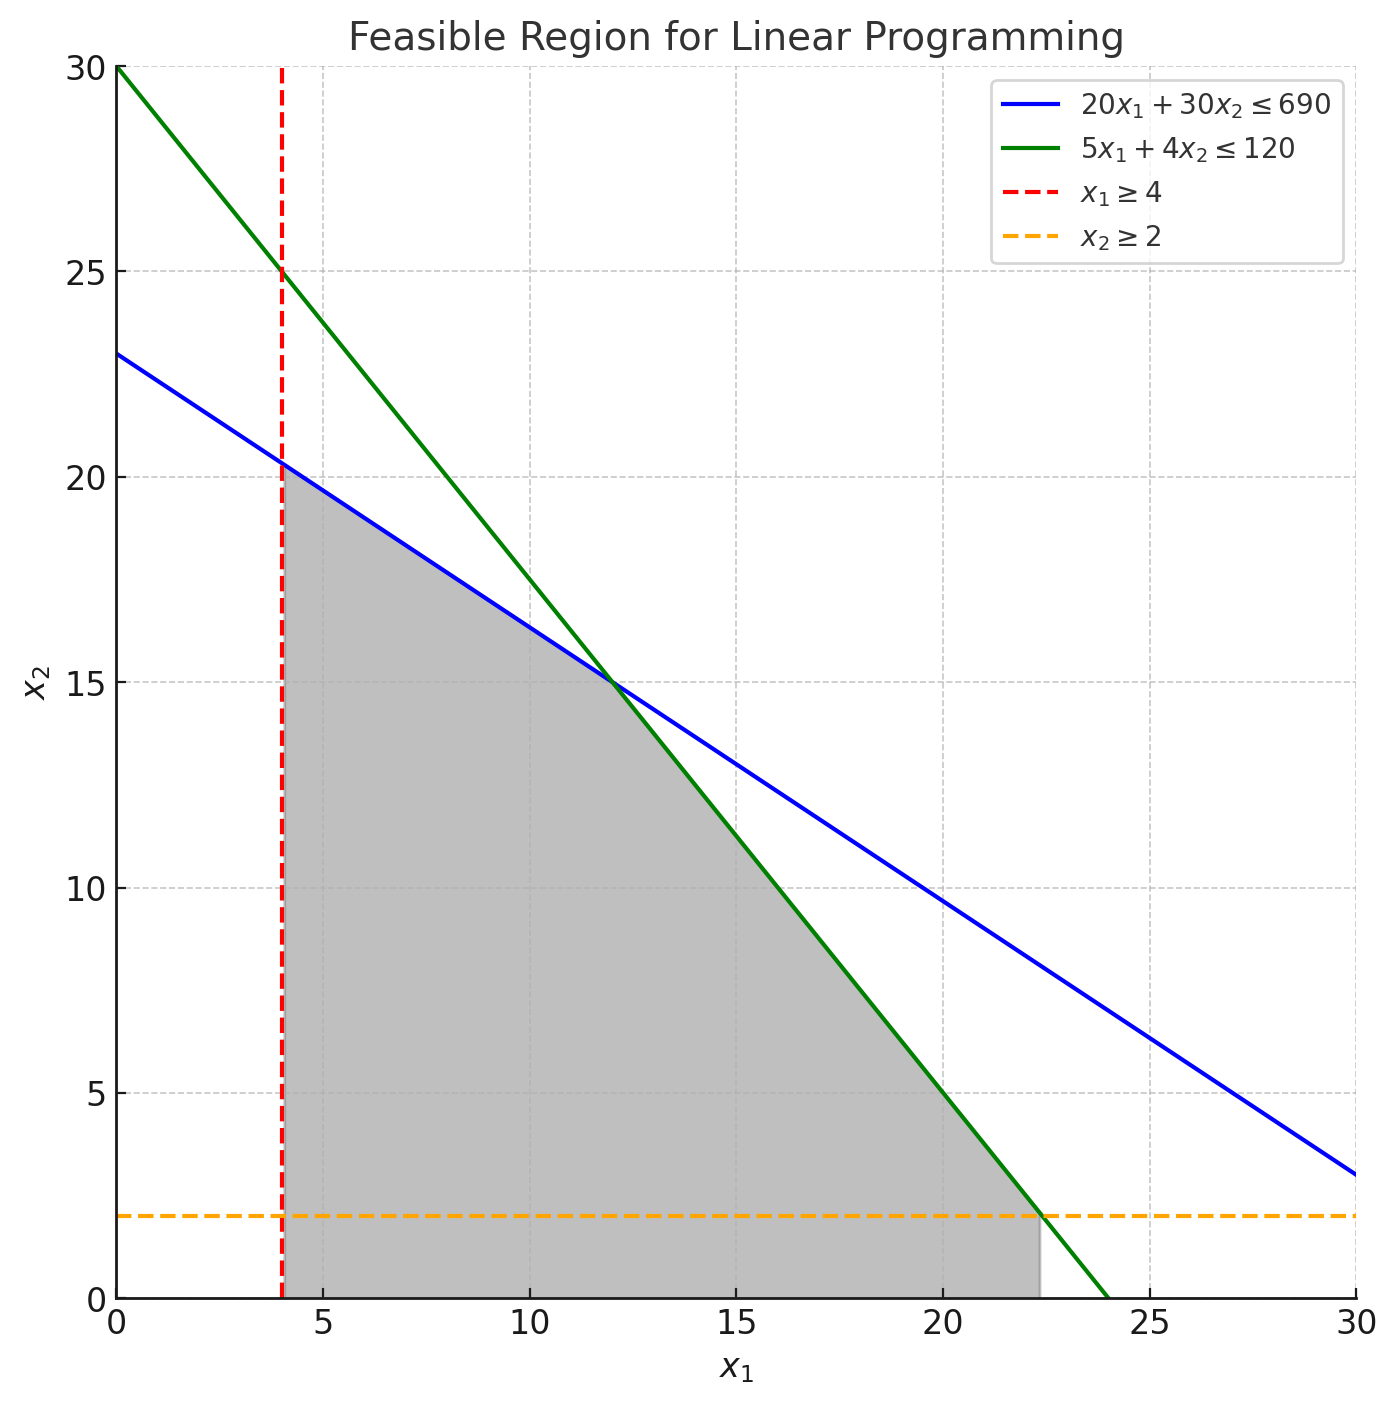 Feasible Region for Linear Programming
20x₁ + 30x₂ ≤ 690
5x₁ + 4x₂ ≤ 120
x₁ ≥ 4
x₂ ≥ 2
30
25
20
15
10
5
0
x₂
0 5 10 15 20 25 30
x₁